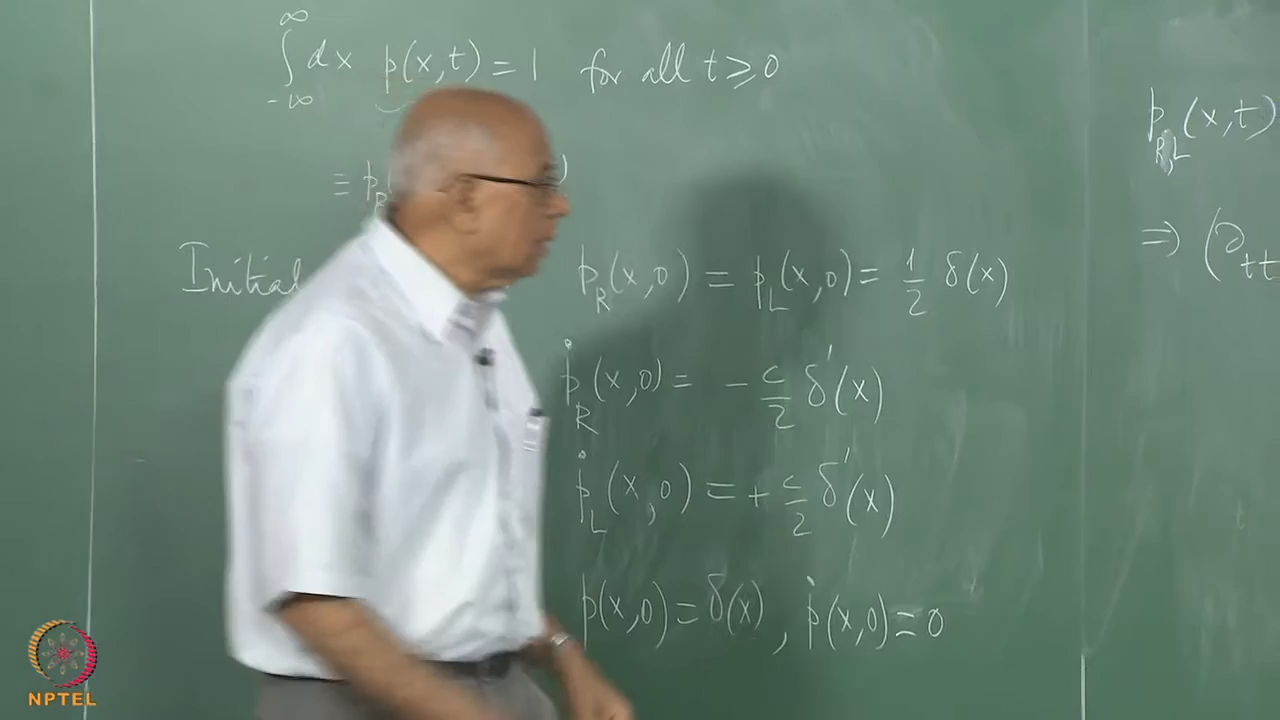 ∫_{-∞}^{∞} dx p(x,t) = 1 for all t ≥ 0
≡ p_R
Initial
p_R(x,0) = p_L(x,0) = 1/2 δ(x)
ṗ_R(x,0) = - c/2 δ'(x)
ṗ_L(x,0) = + c/2 δ'(x)
p(x,0) = δ(x), ṗ(x,0) = 0
p_{R,L}(x,t)
⇒ (∂_{tt}
NPTEL